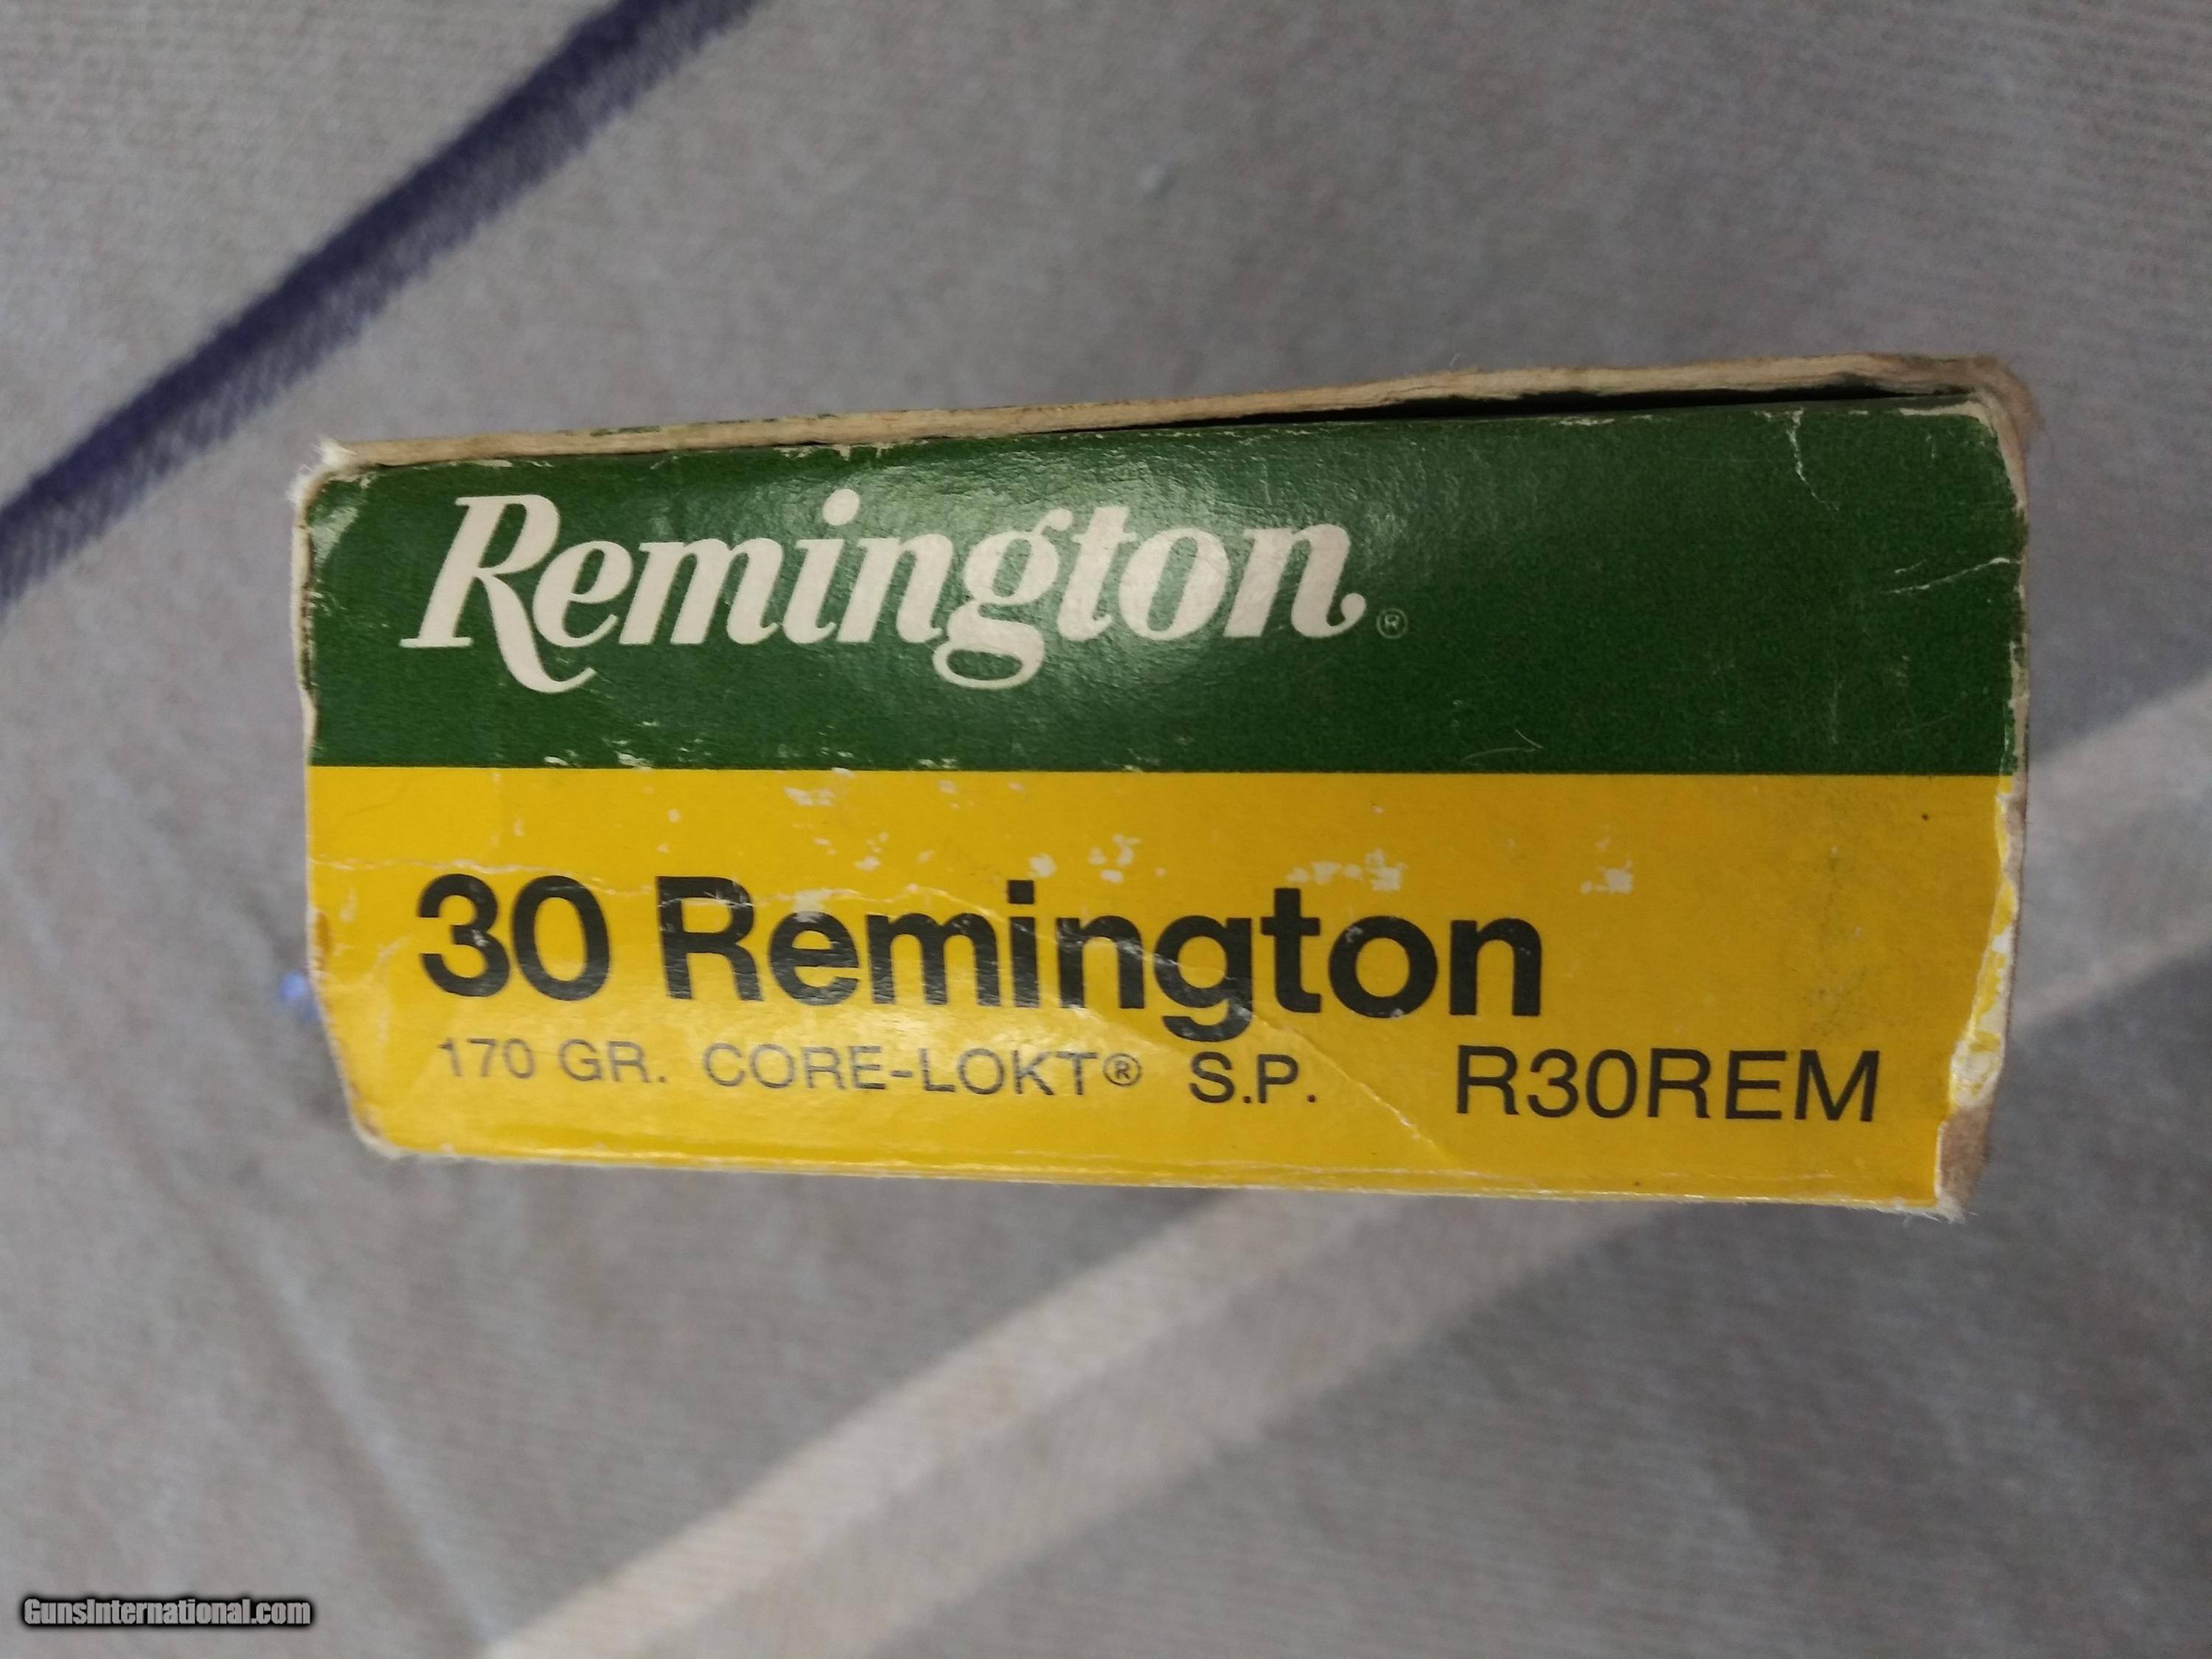 Remington®
30 Remington
170 GR. CORE-LOKT® S.P. R30REM
GunsInternational.com